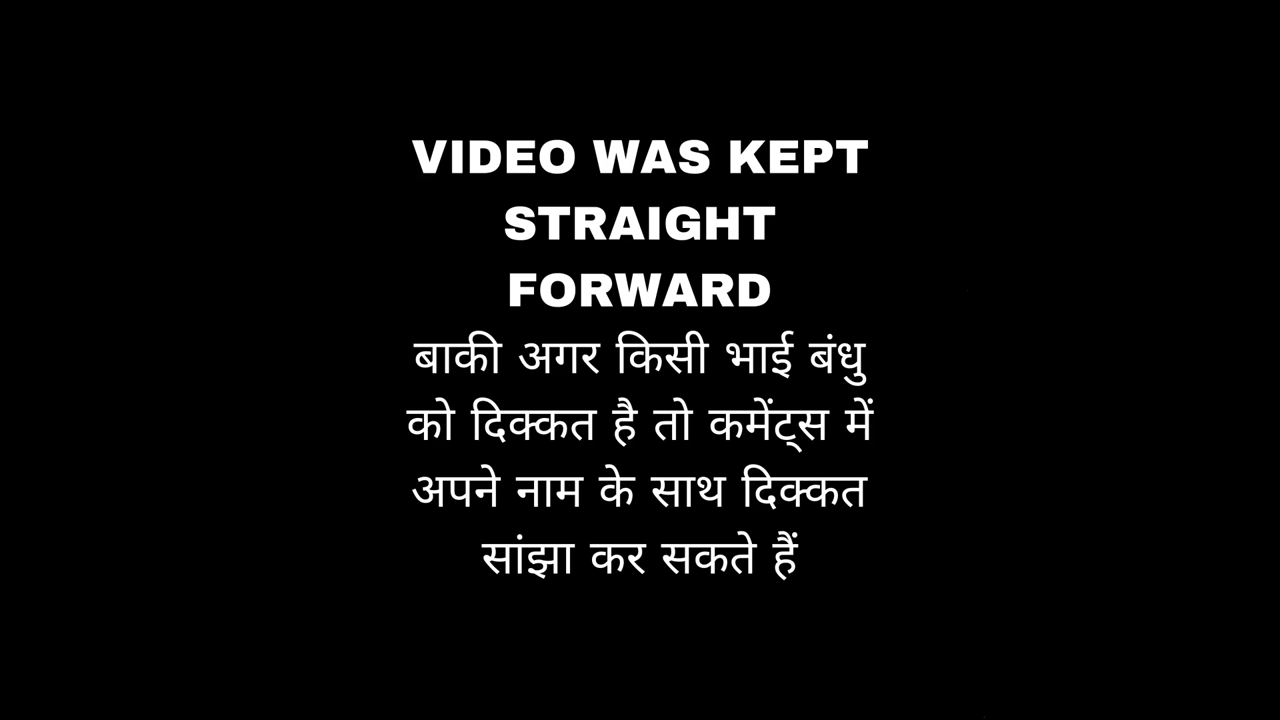 VIDEO WAS KEPT
STRAIGHT
FORWARD
बाकी अगर किसी भाई बंधु
को दिक्कत है तो कमेंट्स में
अपने नाम के साथ दिक्कत
सांझा कर सकते हैं